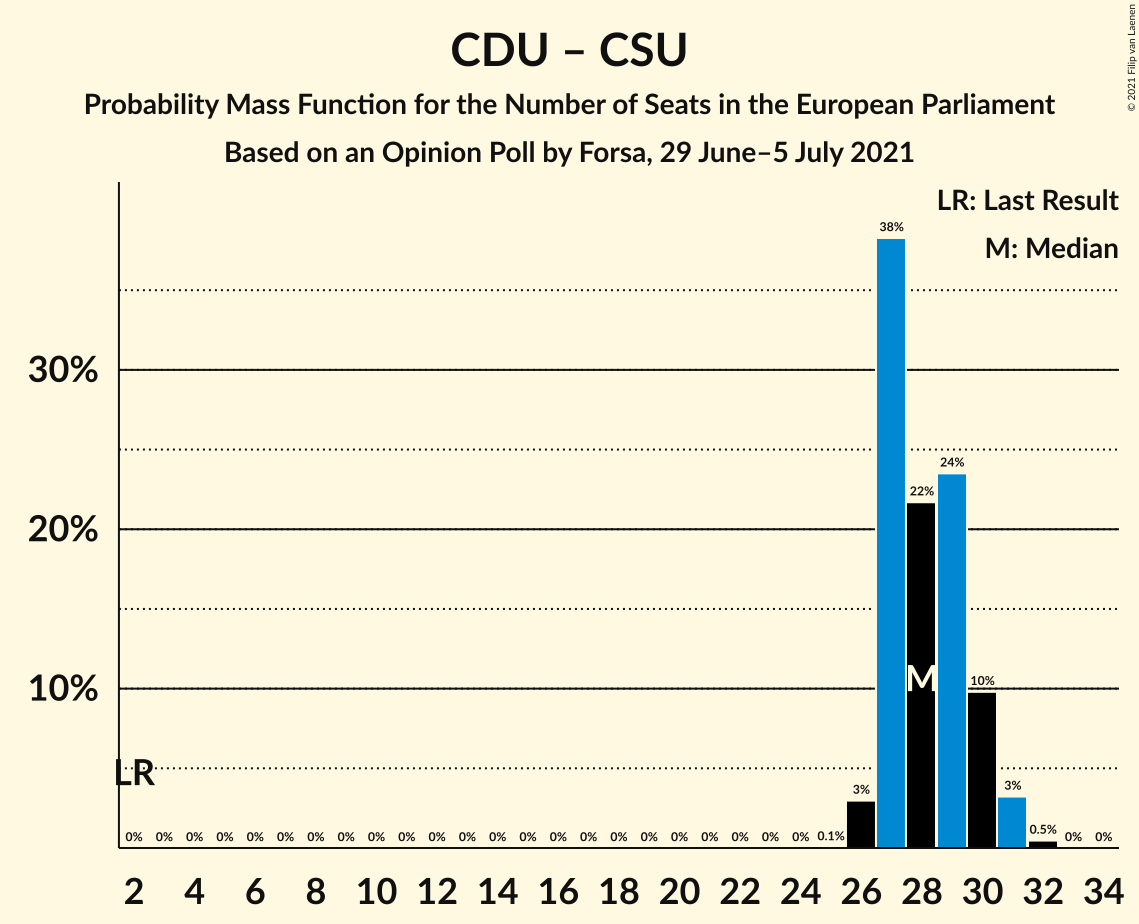 CDU – CSU
Probability Mass Function for the Number of Seats in the European Parliament
Based on an Opinion Poll by Forsa, 29 June–5 July 2021
© 2021 Filip van Laenen
LR: Last Result
M: Median
38%
30%
24%
22%
20%
M
10%
10%
LR
3%
3%
0% 0% 0% 0% 0% 0% 0% 0% 0% 0% 0% 0% 0% 0% 0% 0% 0% 0% 0% 0% 0% 0% 0% 0.1% 0.5% 0% 0%
2 4 6 8 10 12 14 16 18 20 22 24 26 28 30 32 34